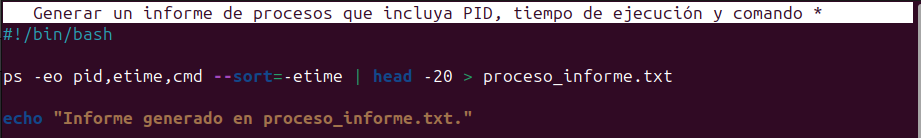 Generar un informe de procesos que incluya PID, tiempo de ejecución y comando *
#!/bin/bash
ps -eo pid,etime,cmd --sort=-etime | head -20 > proceso_informe.txt
echo "Informe generado en proceso_informe.txt."